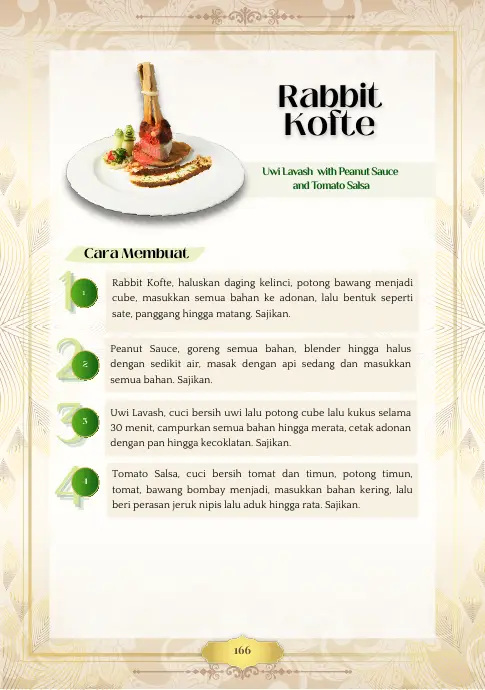 Rabbit
Kofte
Uwi Lavash with Peanut Sauce
and Tomato Salsa
Cara Membuat
1
Rabbit Kofte, haluskan daging kelinci, potong bawang menjadi
cube, masukkan semua bahan ke adonan, lalu bentuk seperti
sate, panggang hingga matang. Sajikan.
2
Peanut Sauce, goreng semua bahan, blender hingga halus
dengan sedikit air, masak dengan api sedang dan masukkan
semua bahan. Sajikan.
3
Uwi Lavash, cuci bersih uwi lalu potong cube lalu kukus selama
30 menit, campurkan semua bahan hingga merata, cetak adonan
dengan pan hingga kecoklatan. Sajikan.
4
Tomato Salsa, cuci bersih tomat dan timun, potong timun,
tomat, bawang bombay menjadi, masukkan bahan kering, lalu
beri perasan jeruk nipis lalu aduk hingga rata. Sajikan.
166